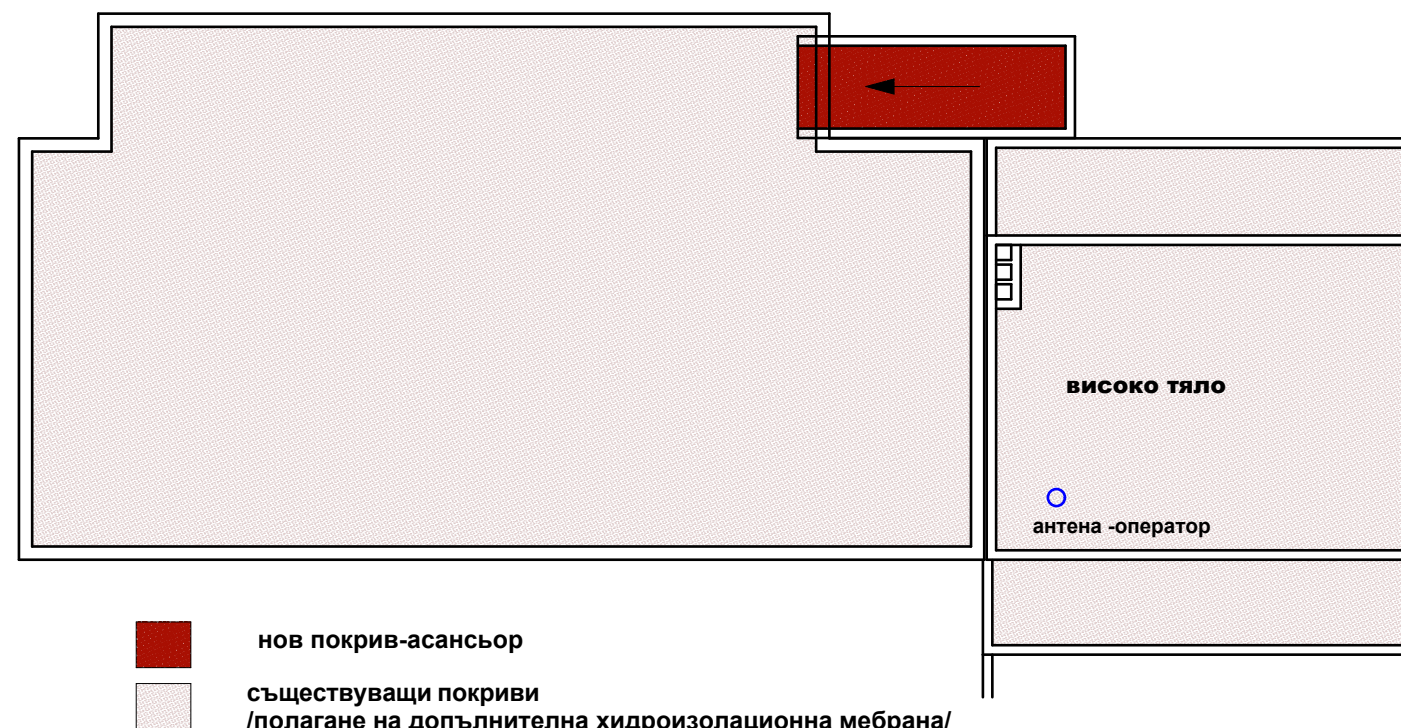 високо тяло
антена -оператор
нов покрив-асансьор
съществуващи покриви
/полагане на допълнителна хидроизолационна мебрана/